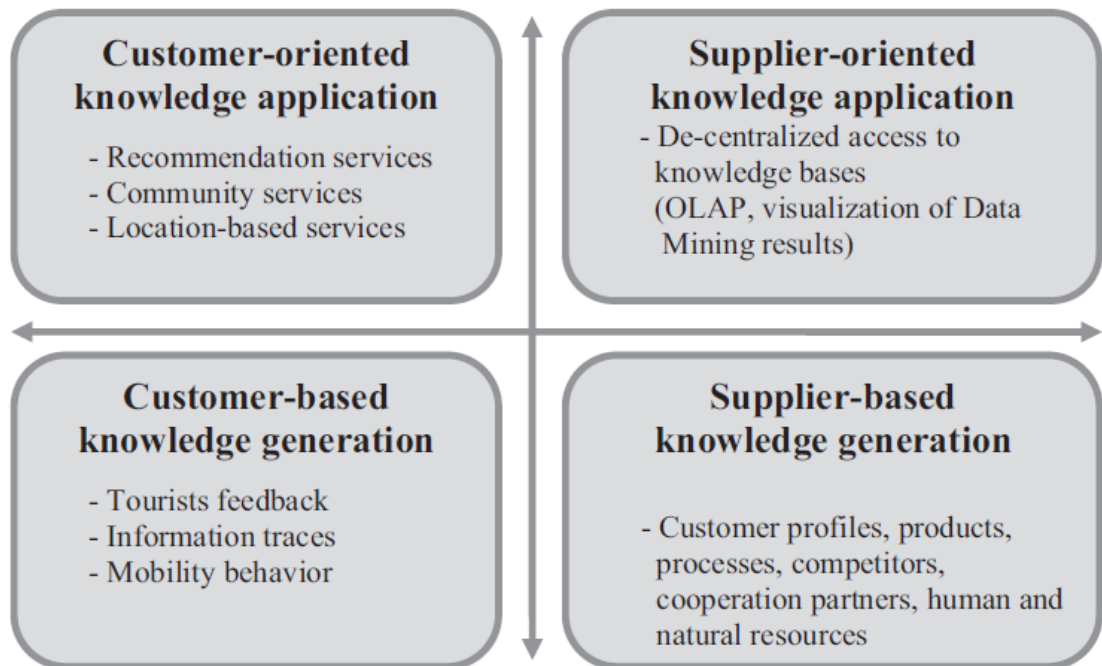 Customer-oriented
knowledge application
- Recommendation services
- Community services
- Location-based services
Supplier-oriented
knowledge application
- De-centralized access to
knowledge bases
(OLAP, visualization of Data
Mining results)
Customer-based
knowledge generation
- Tourists feedback
- Information traces
- Mobility behavior
Supplier-based
knowledge generation
- Customer profiles, products,
processes, competitors,
cooperation partners, human and
natural resources